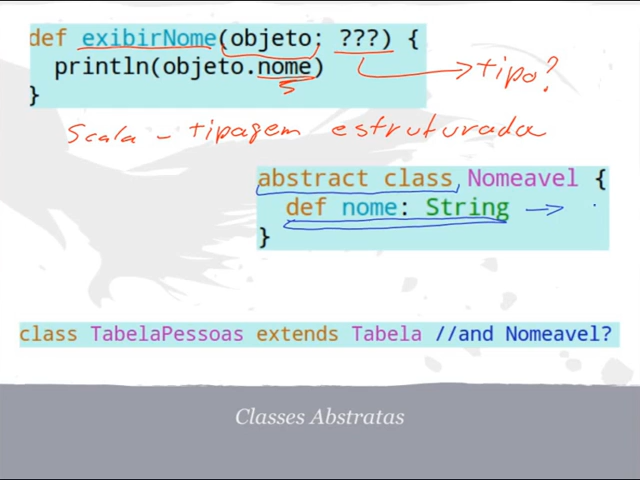 def exibirNome(objeto: ???) {
println(objeto.nome)
}
tipo?
Scala - tipagem estruturada
abstract class Nomeavel {
def nome: String
}
class TabelaPessoas extends Tabela //and Nomeavel?
Classes Abstratas